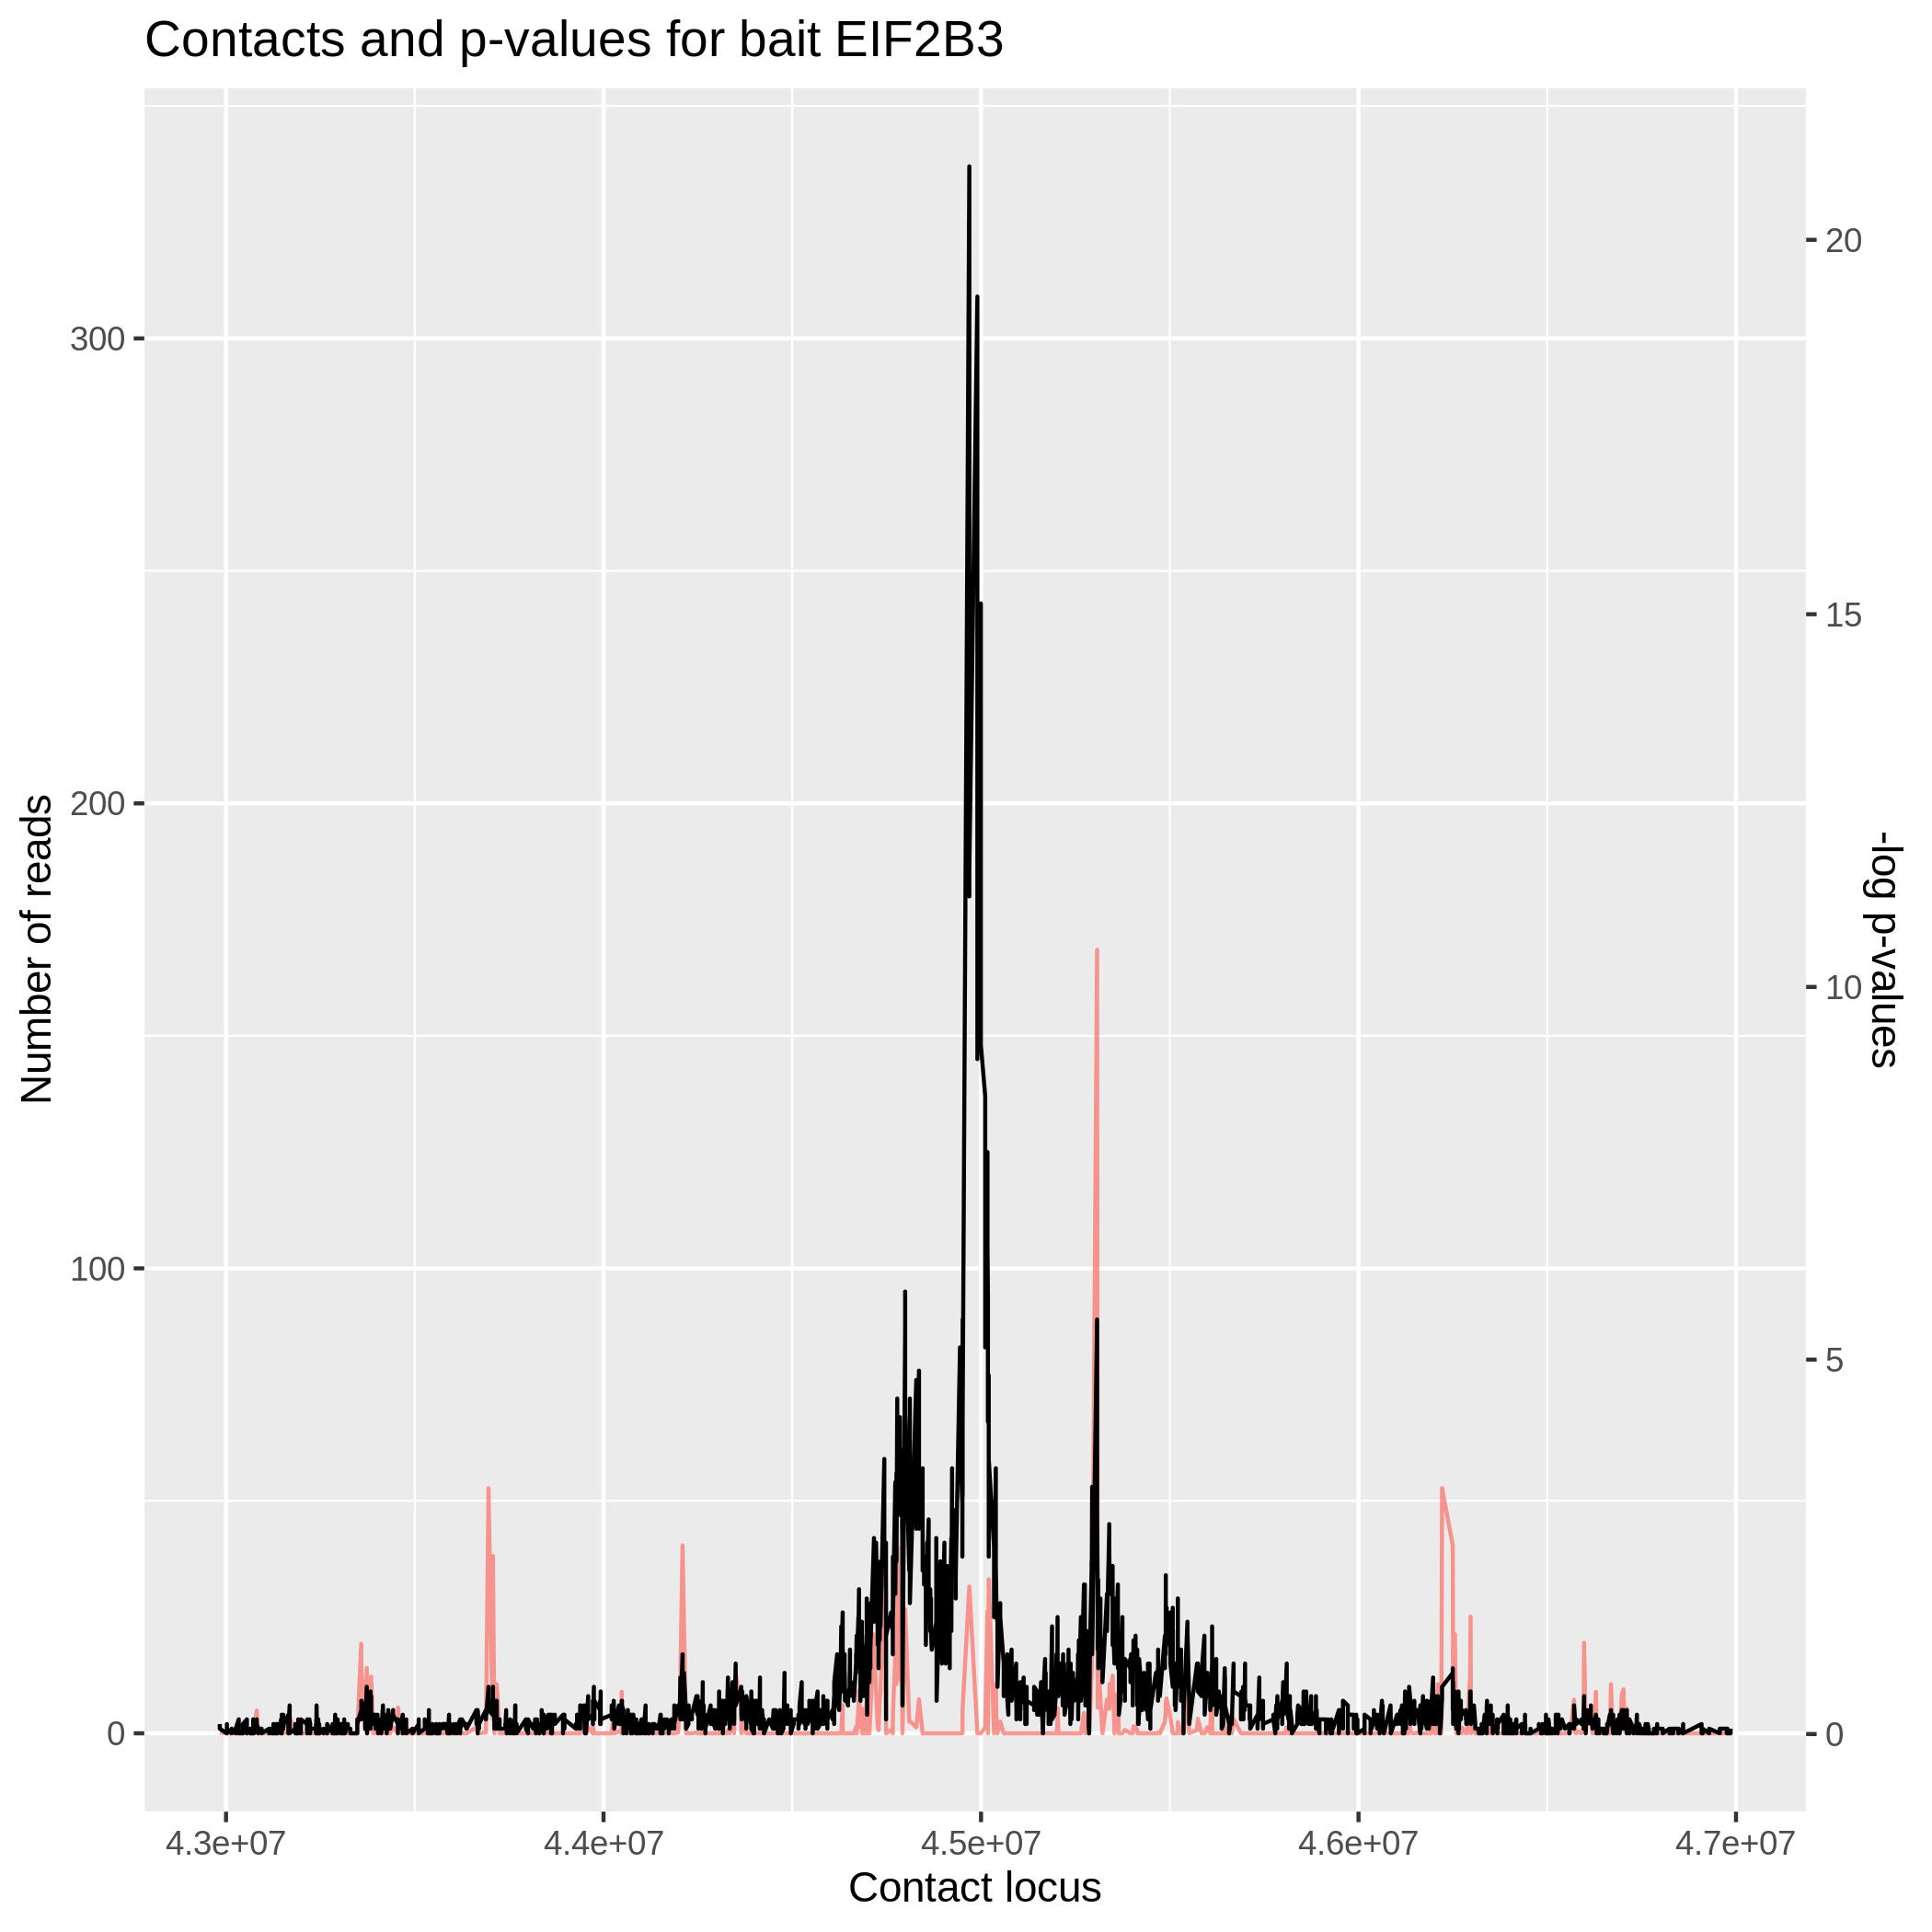 Contacts and p-values for bait EIF2B3
Number of reads
300
200
100
0
20
15
10
5
0
-log p-values
4.3e+07
4.4e+07
4.5e+07
4.6e+07
4.7e+07
Contact locus